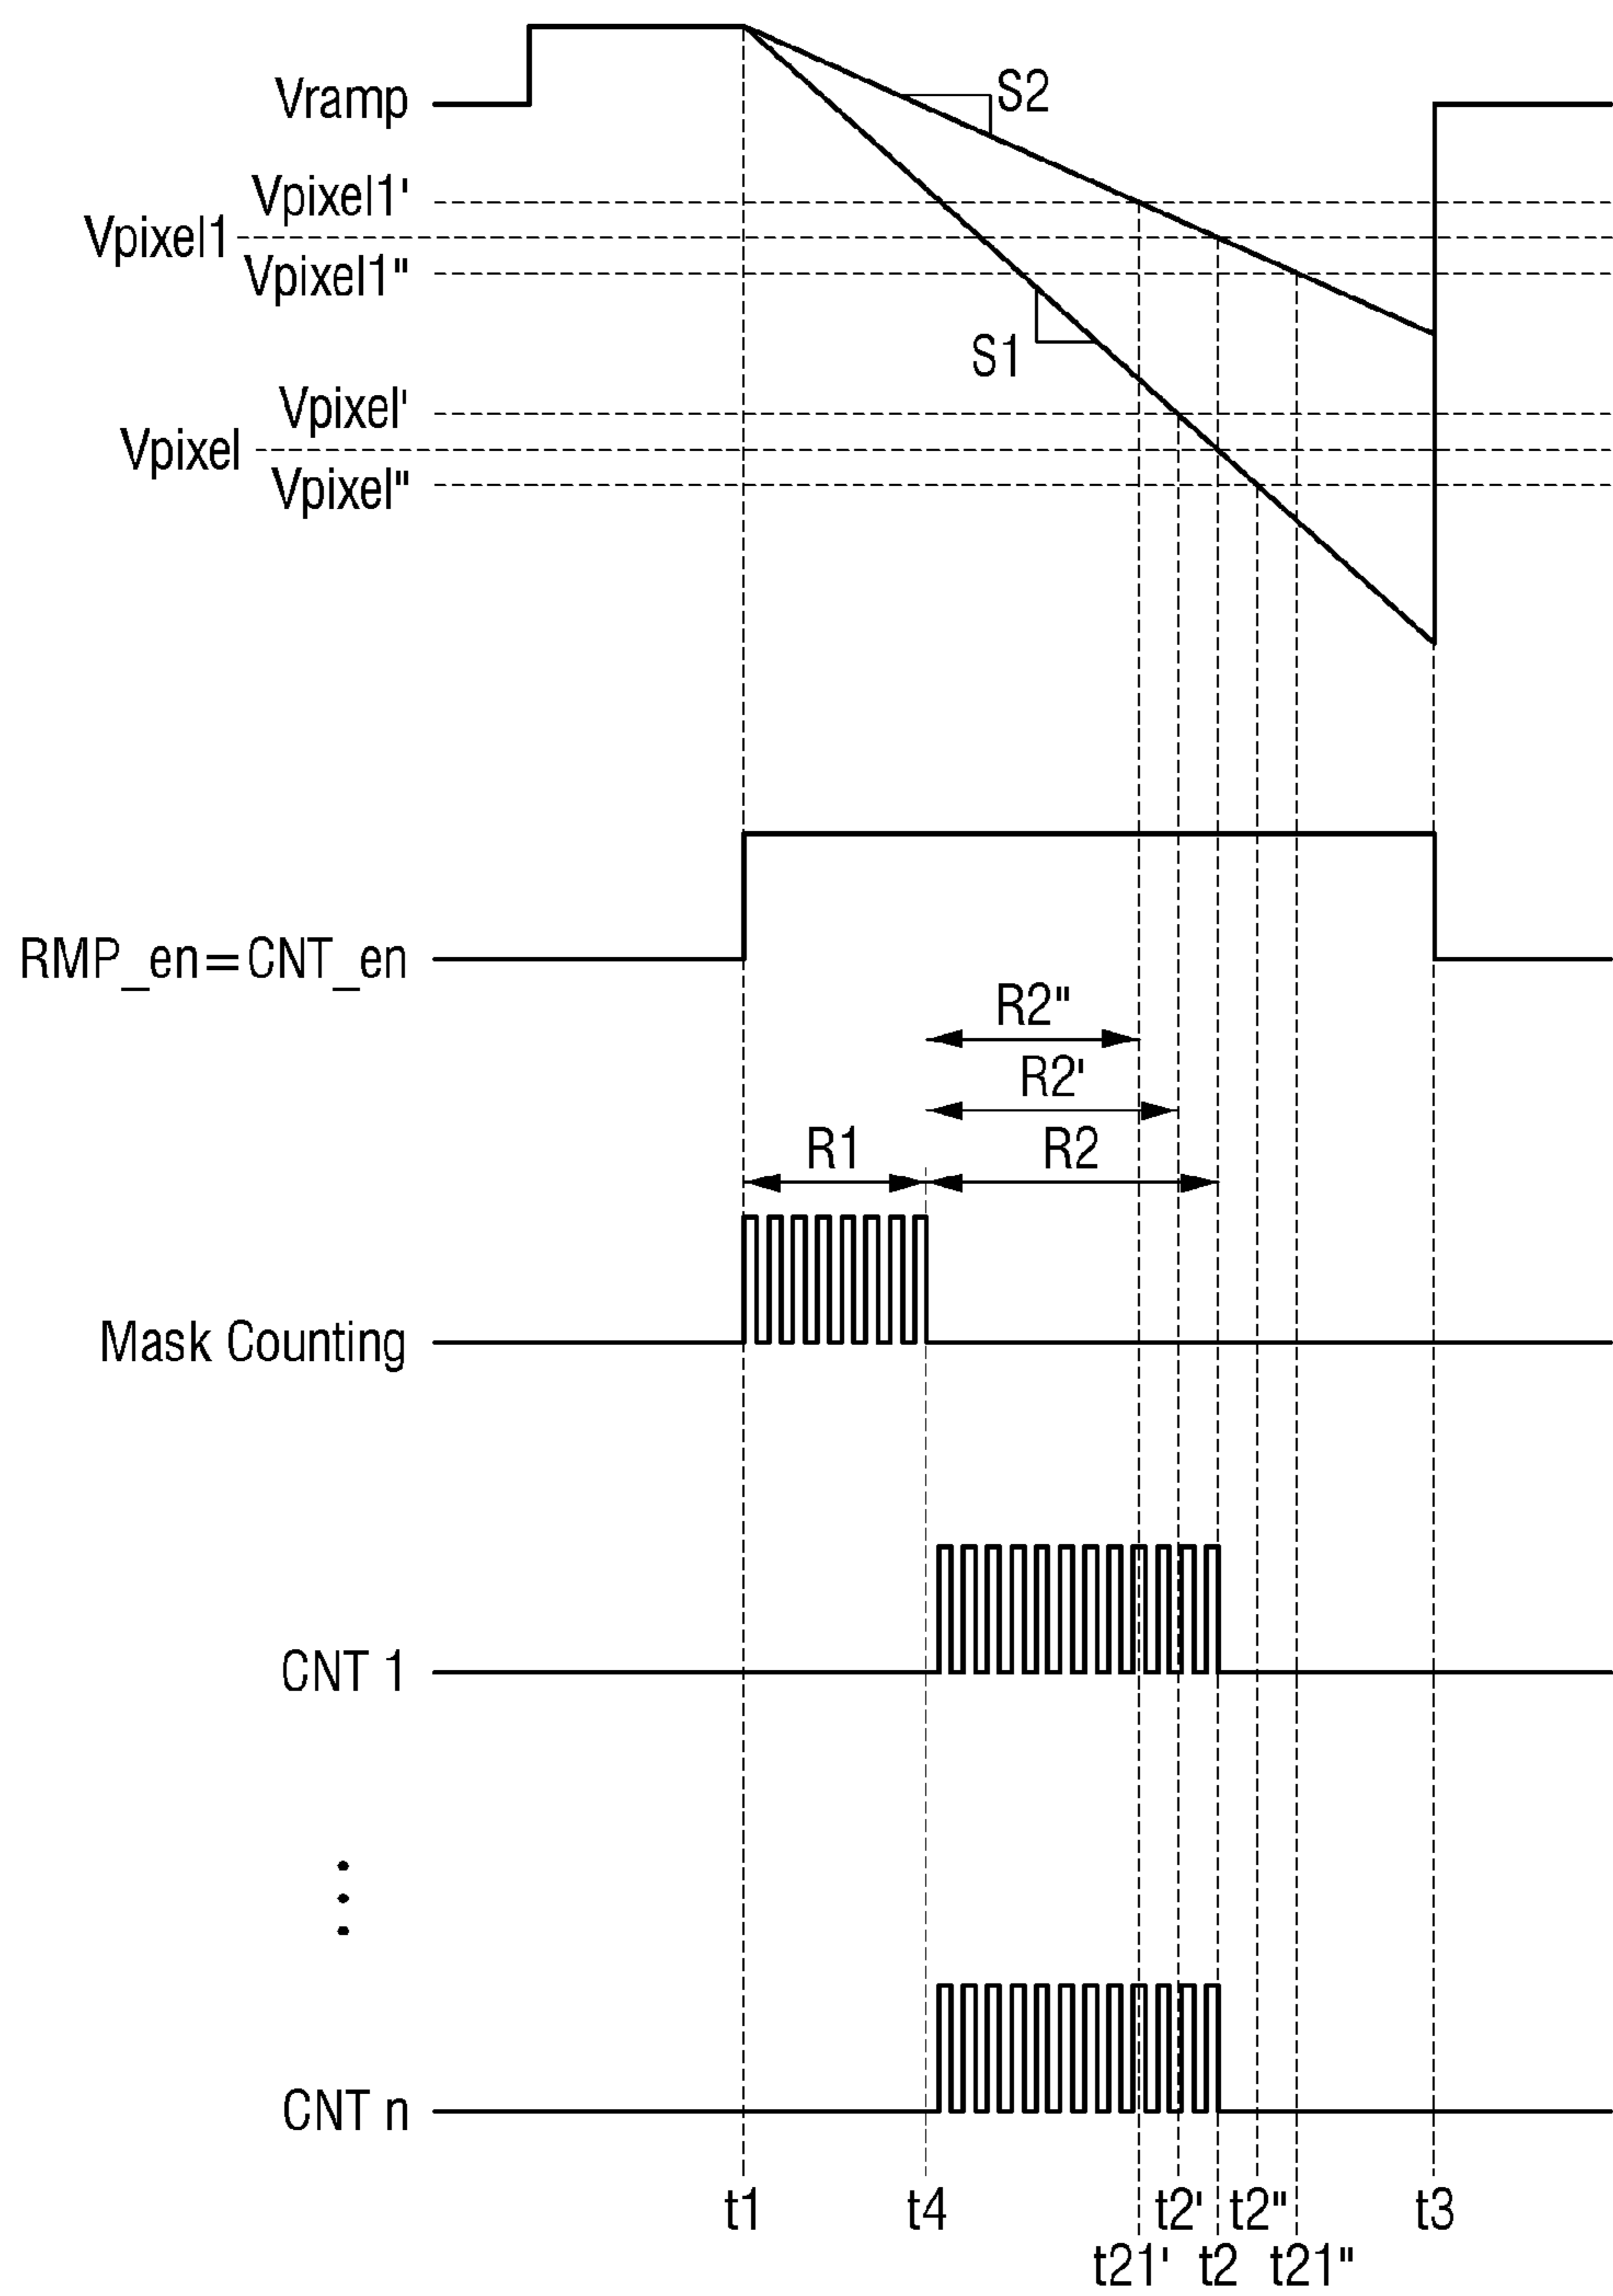 Vramp
S2
Vpixel1'
Vpixel1
Vpixel1"
S1
Vpixel'
Vpixel
Vpixel"
RMP_en=CNT_en
R2"
R2'
R1
R2
Mask Counting
CNT 1
CNT n
t1
t4
t2'
t2"
t3
t21'
t2
t21"